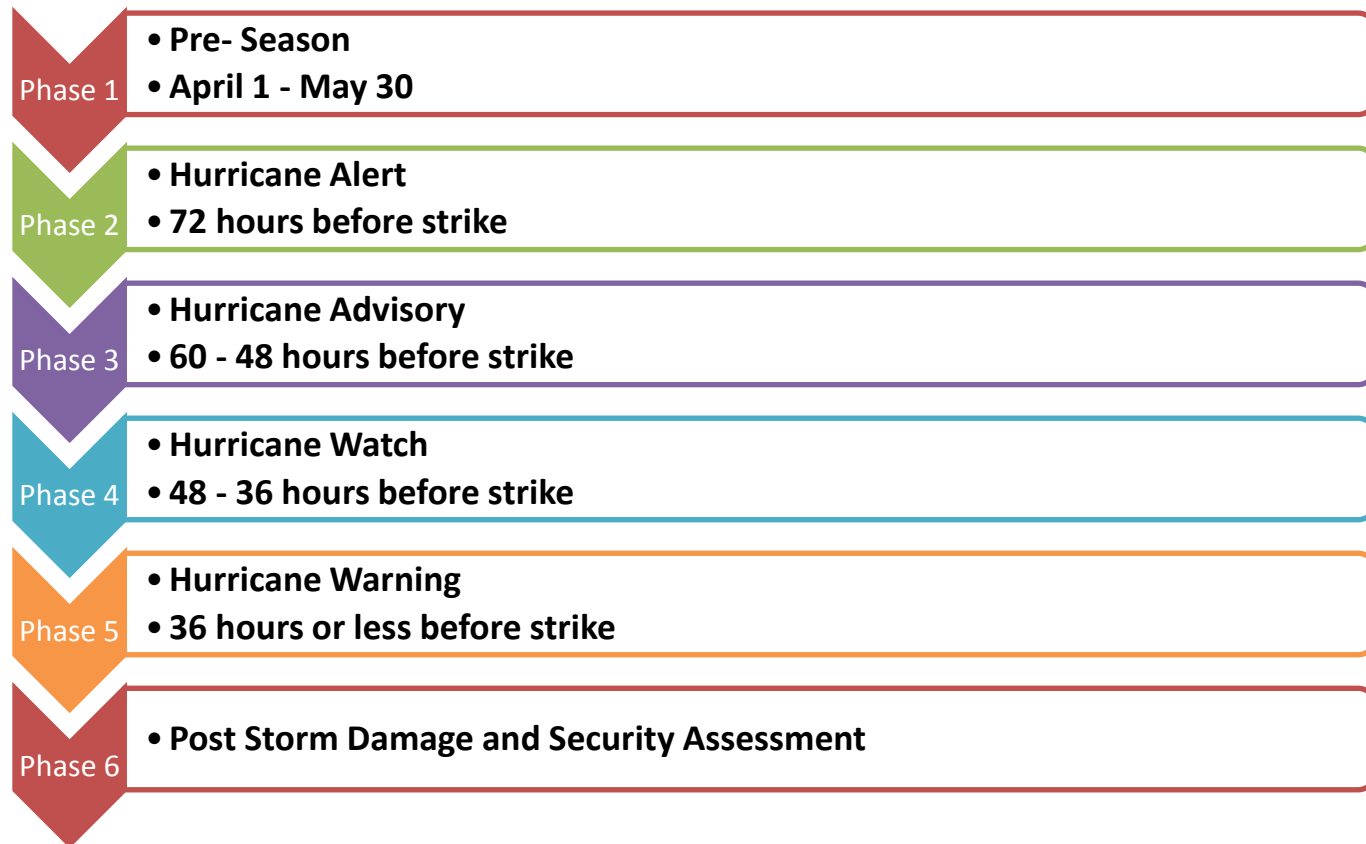 Phase 1
• Pre- Season
• April 1 - May 30
Phase 2
• Hurricane Alert
• 72 hours before strike
Phase 3
• Hurricane Advisory
• 60 - 48 hours before strike
Phase 4
• Hurricane Watch
• 48 - 36 hours before strike
Phase 5
• Hurricane Warning
• 36 hours or less before strike
Phase 6
• Post Storm Damage and Security Assessment